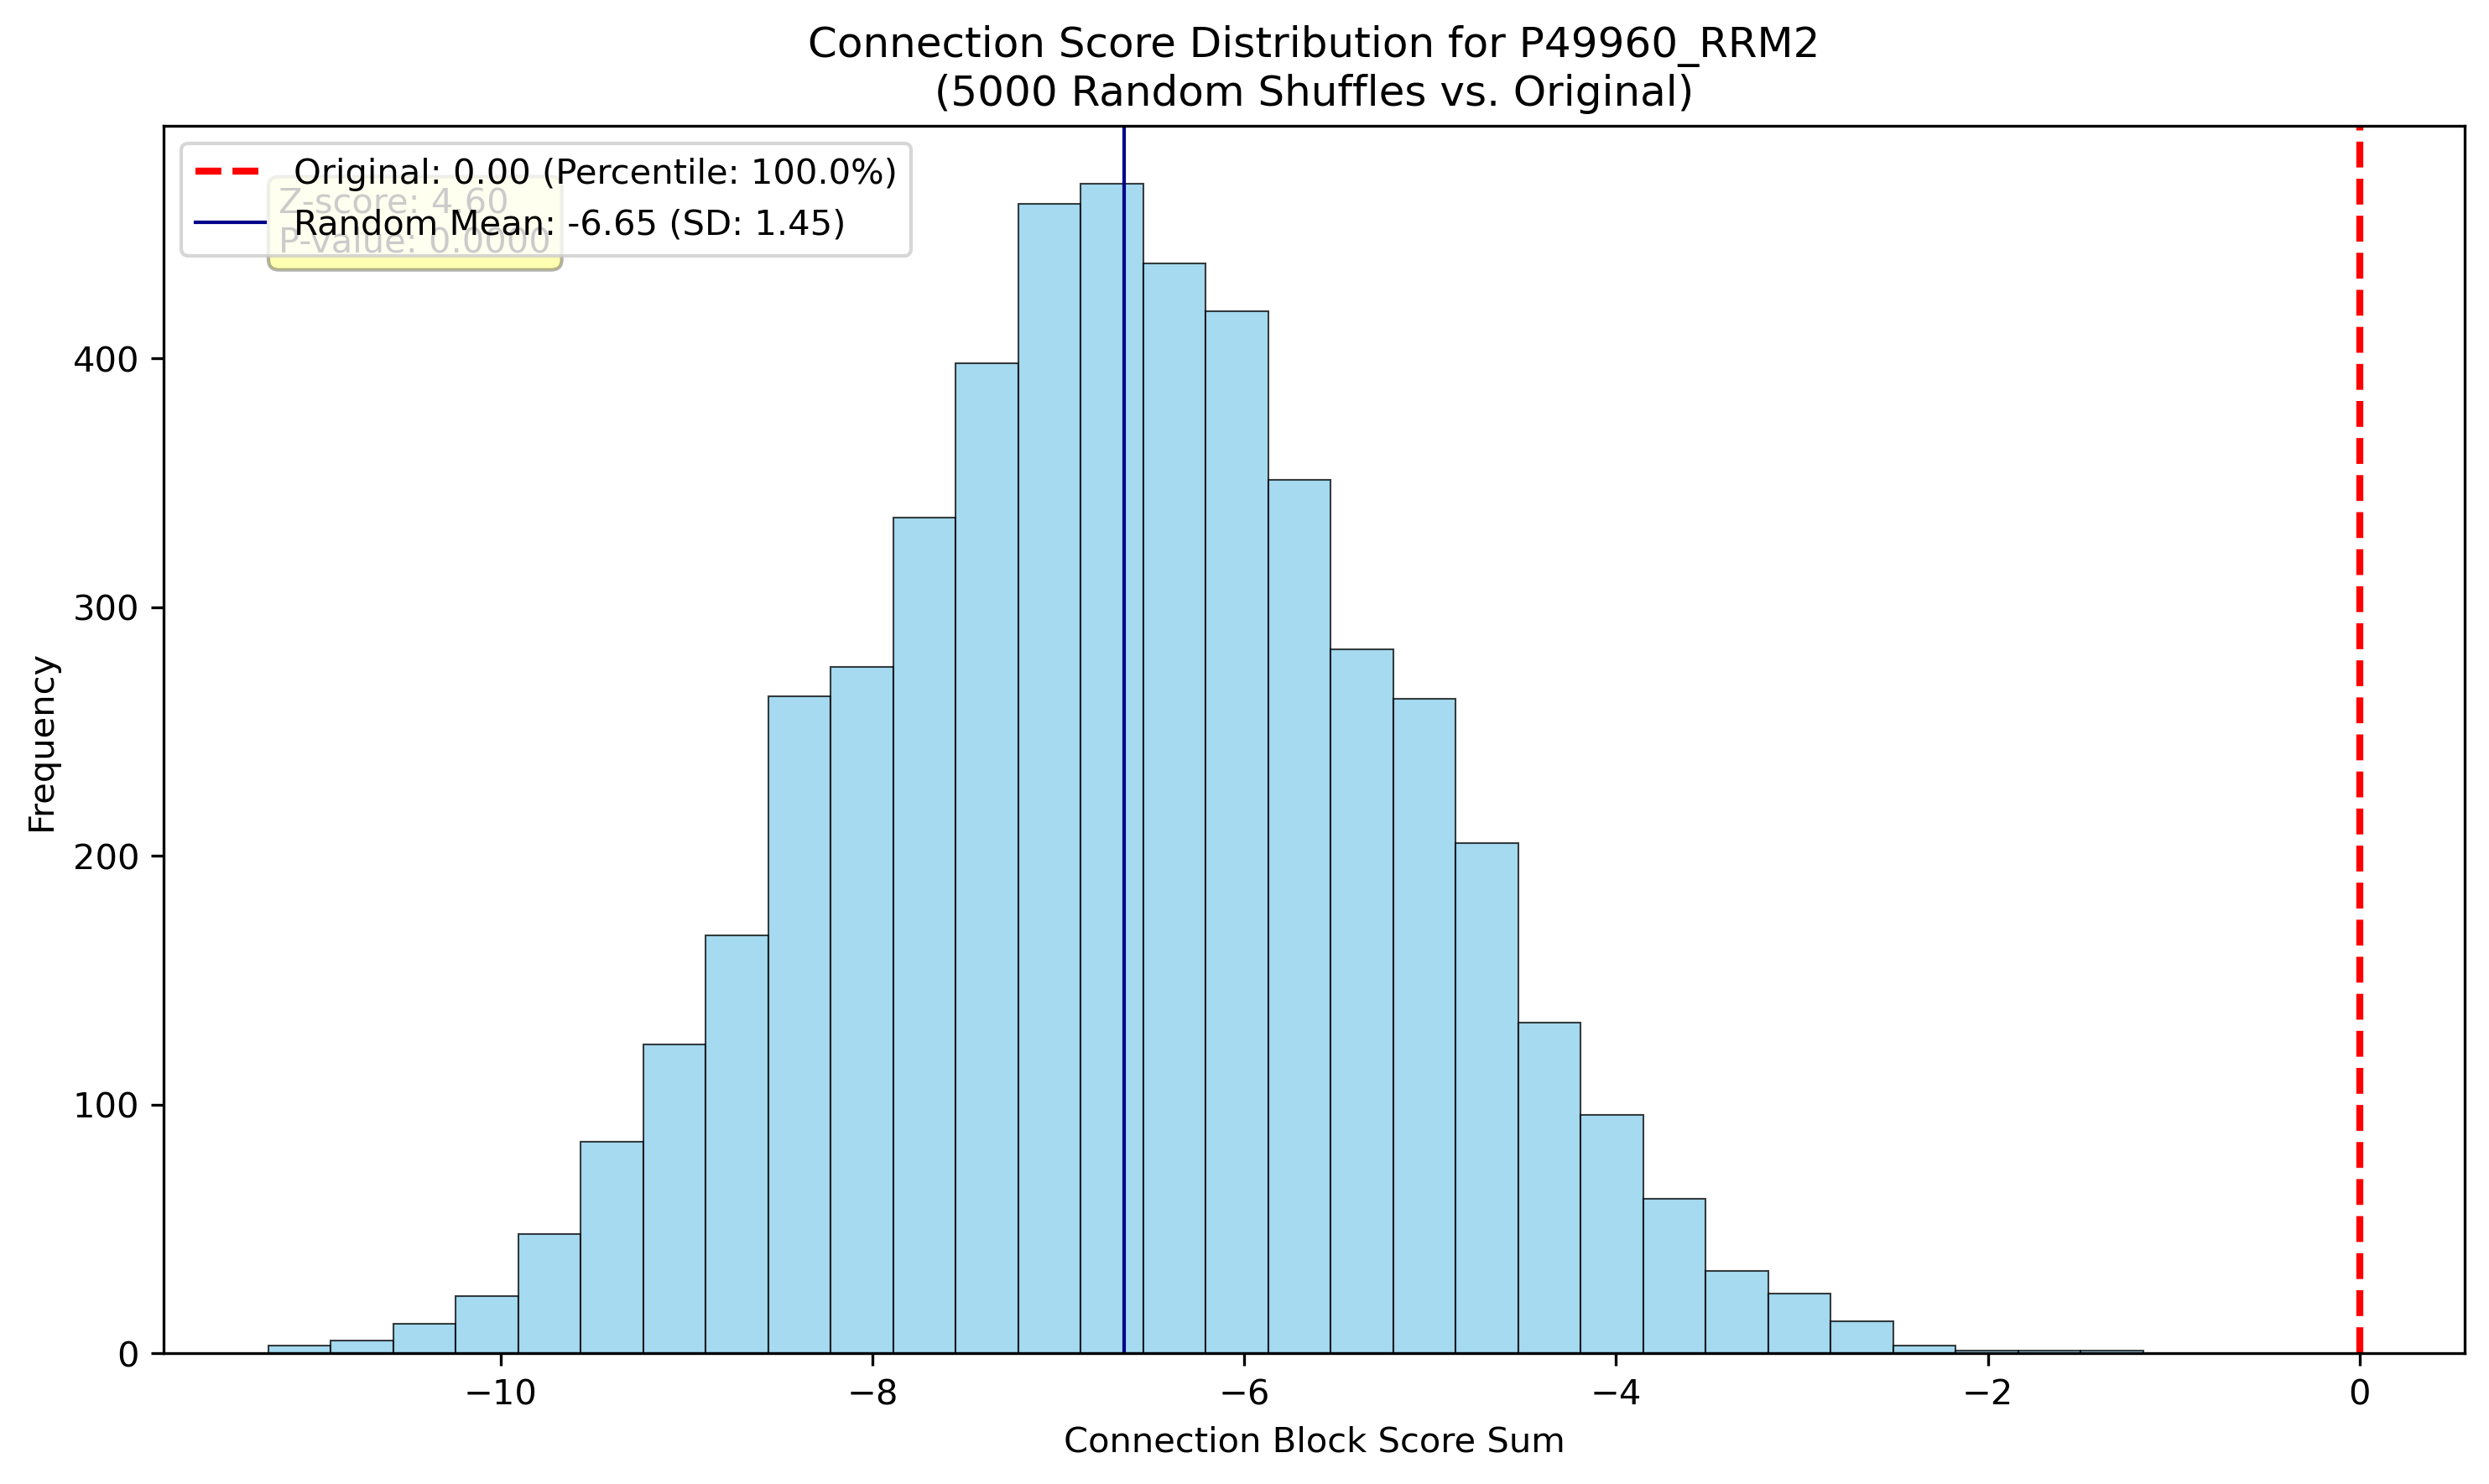 Connection Score Distribution for P49960_RRM2
(5000 Random Shuffles vs. Original)
Original: 0.00 (Percentile: 100.0%)
Z-score: 4.60
Random Mean: -6.65 (SD: 1.45)
P-value: 0.0000
Frequency
400
300
200
100
0
−10
−8
−6
−4
−2
0
Connection Block Score Sum